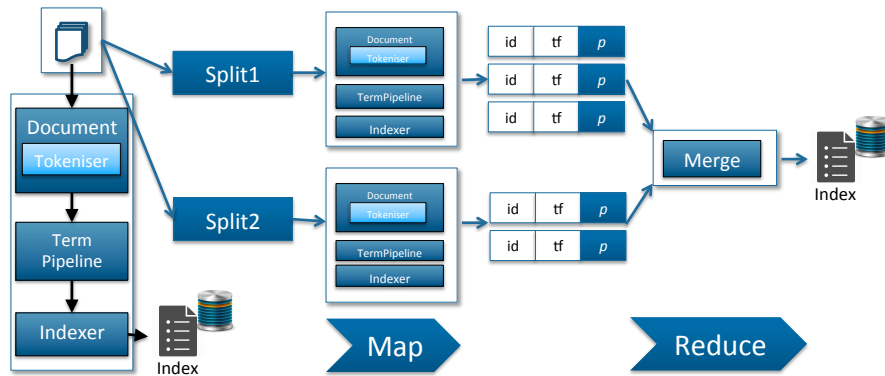 Document
Tokeniser
Term
Pipeline
Indexer
Index
Split1
Split2
Document
Tokeniser
TermPipeline
Indexer
Document
Tokeniser
TermPipeline
Indexer
id tf p
id tf p
id tf p
id tf p
id tf p
Merge
Index
Map
Reduce